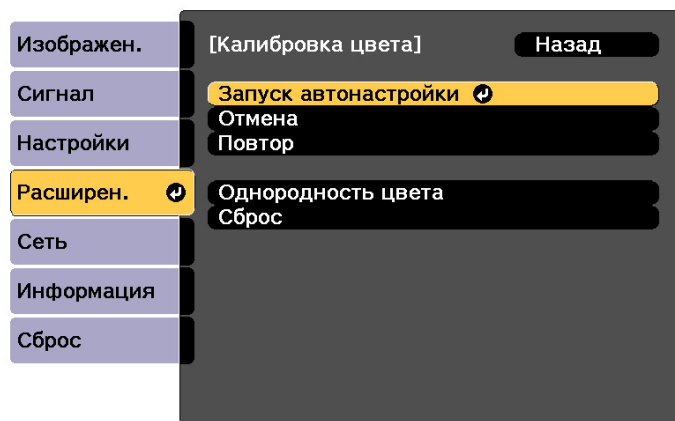 Изображен.
Сигнал
Настройки
Расширен.
Сеть
Информация
Сброс
[Калибровка цвета]
Назад
Запуск автонастройки
Отмена
Повтор
Однородность цвета
Сброс